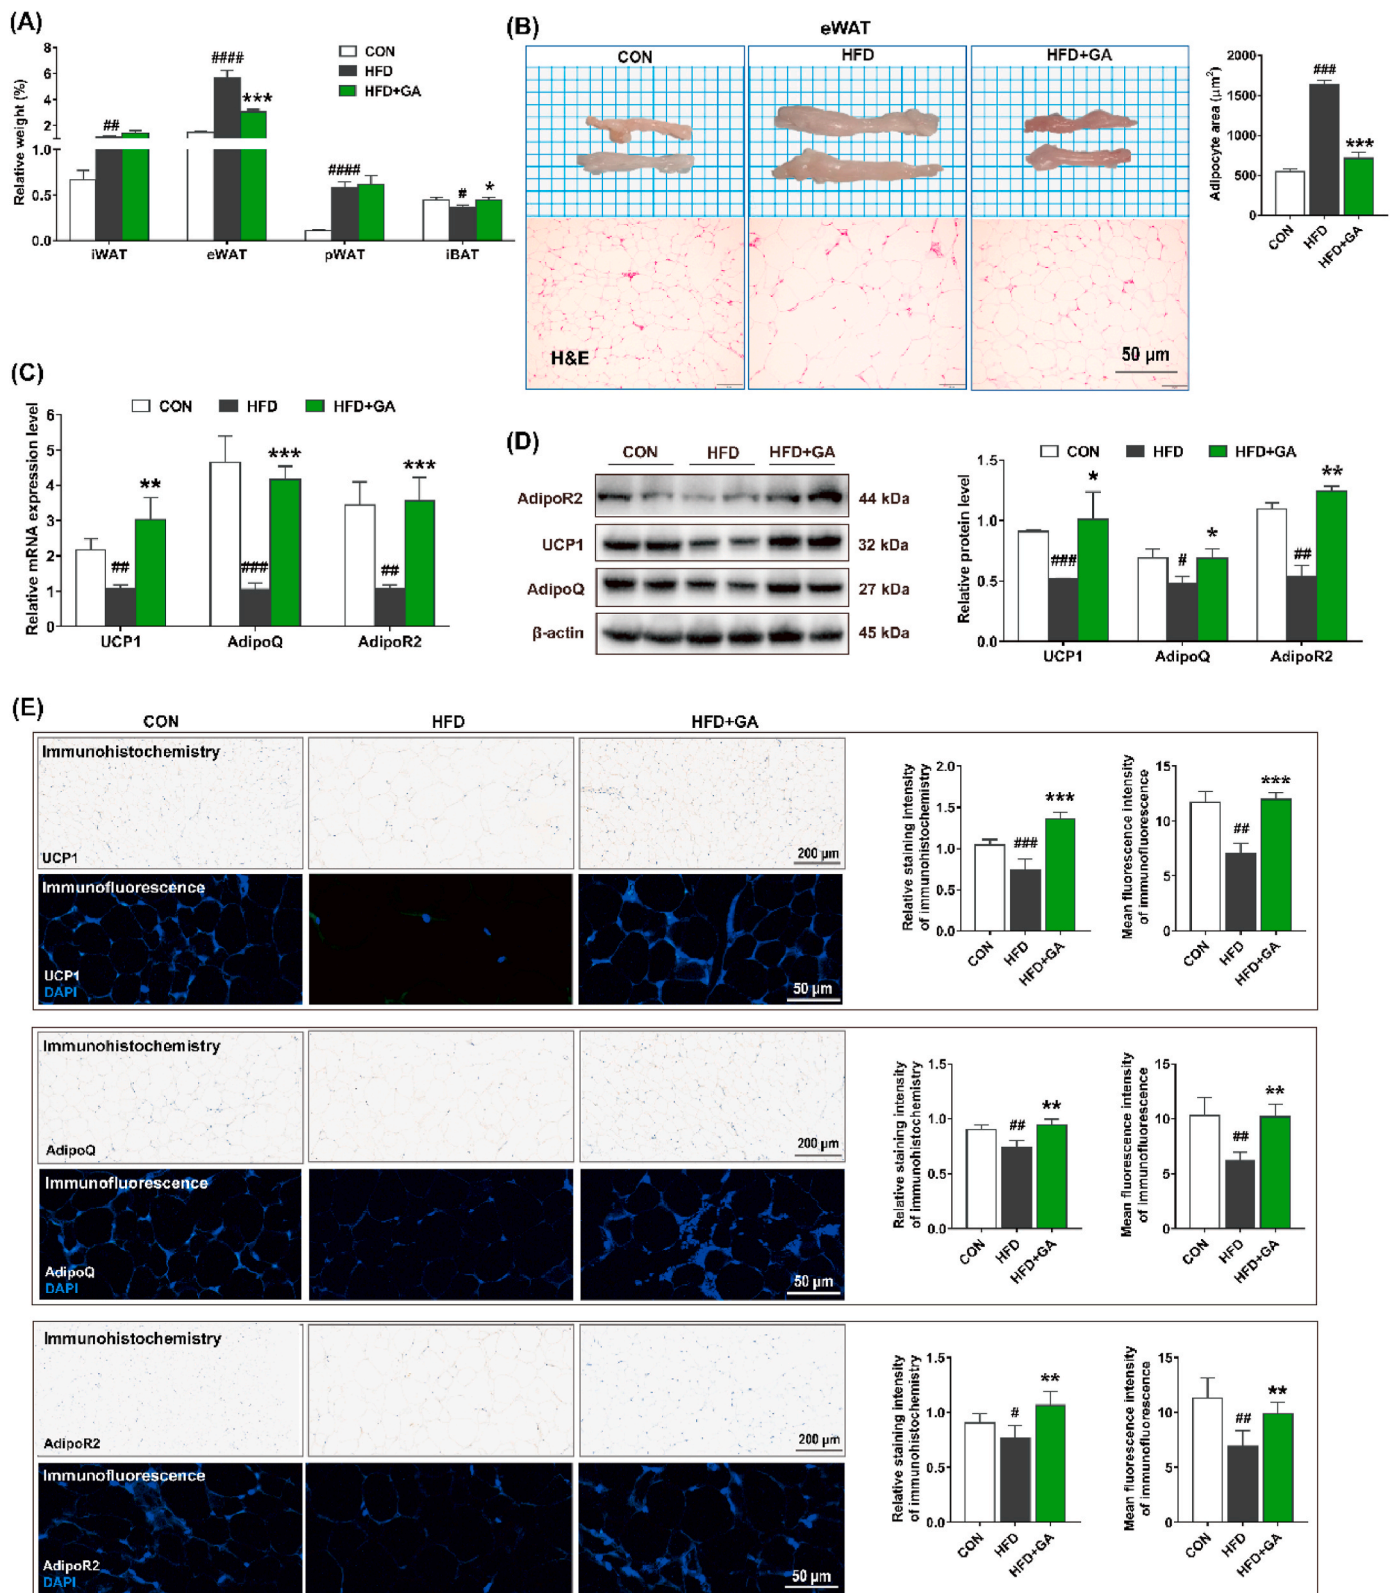 (A)
Relative weight (%)
8
6
4
2
1.0
0.5
0.0
CON
HFD
HFD+GA
##
####
***
####
#
*
iWAT
eWAT
pWAT
iBAT
(B)
eWAT
CON
HFD
HFD+GA
H&E
50 µm
Adipocyte area (µm²)
2000
1500
1000
500
0
###
***
CON
HFD
HFD+GA
(C)
CON
HFD
HFD+GA
Relative mRNA expression level
6
5
4
3
2
1
0
##
**
###
***
##
***
UCP1
AdipoQ
AdipoR2
(D)
CON
HFD
HFD+GA
AdipoR2
44 kDa
UCP1
32 kDa
AdipoQ
27 kDa
β-actin
45 kDa
CON
HFD
HFD+GA
Relative protein level
1.5
1.0
0.5
0.0
###
*
#
*
##
**
UCP1
AdipoQ
AdipoR2
(E)
CON
HFD
HFD+GA
Immunohistochemistry
UCP1
200 µm
Immunofluorescence
UCP1
DAPI
50 µm
Relative staining intensity
of immunohistochemistry
2.0
1.5
1.0
0.5
0.0
###
***
CON
HFD
HFD+GA
Mean fluorescence intensity
of immunofluorescence
15
10
5
0
##
***
CON
HFD
HFD+GA
Immunohistochemistry
AdipoQ
200 µm
Immunofluorescence
AdipoQ
DAPI
50 µm
Relative staining intensity
of immunohistochemistry
1.5
1.0
0.5
0.0
##
**
CON
HFD
HFD+GA
Mean fluorescence intensity
of immunofluorescence
15
10
5
0
##
**
CON
HFD
HFD+GA
Immunohistochemistry
AdipoR2
200 µm
Immunofluorescence
AdipoR2
DAPI
50 µm
Relative staining intensity
of immunohistochemistry
1.5
1.0
0.5
0.0
#
**
CON
HFD
HFD+GA
Mean fluorescence intensity
of immunofluorescence
15
10
5
0
##
**
CON
HFD
HFD+GA